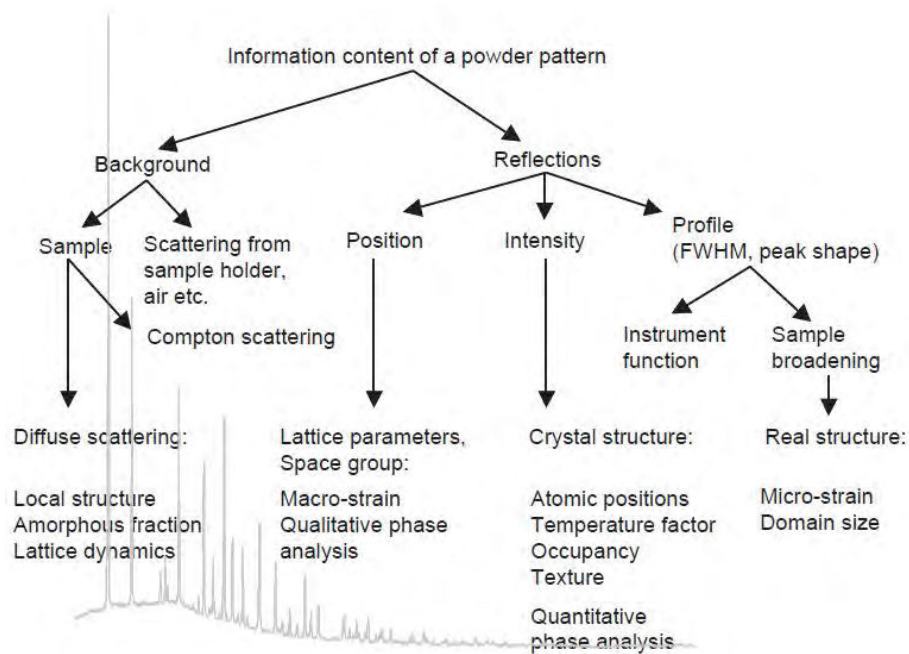 Information content of a powder pattern
Background
Reflections
Sample
Scattering from
sample holder,
air etc.
Position
Intensity
Profile
(FWHM, peak shape)
Compton scattering
Instrument
function
Sample
broadening
Diffuse scattering:
Local structure
Amorphous fraction
Lattice dynamics
Lattice parameters,
Space group:
Macro-strain
Qualitative phase
analysis
Crystal structure:
Atomic positions
Temperature factor
Occupancy
Texture
Quantitative
phase analysis
Real structure:
Micro-strain
Domain size